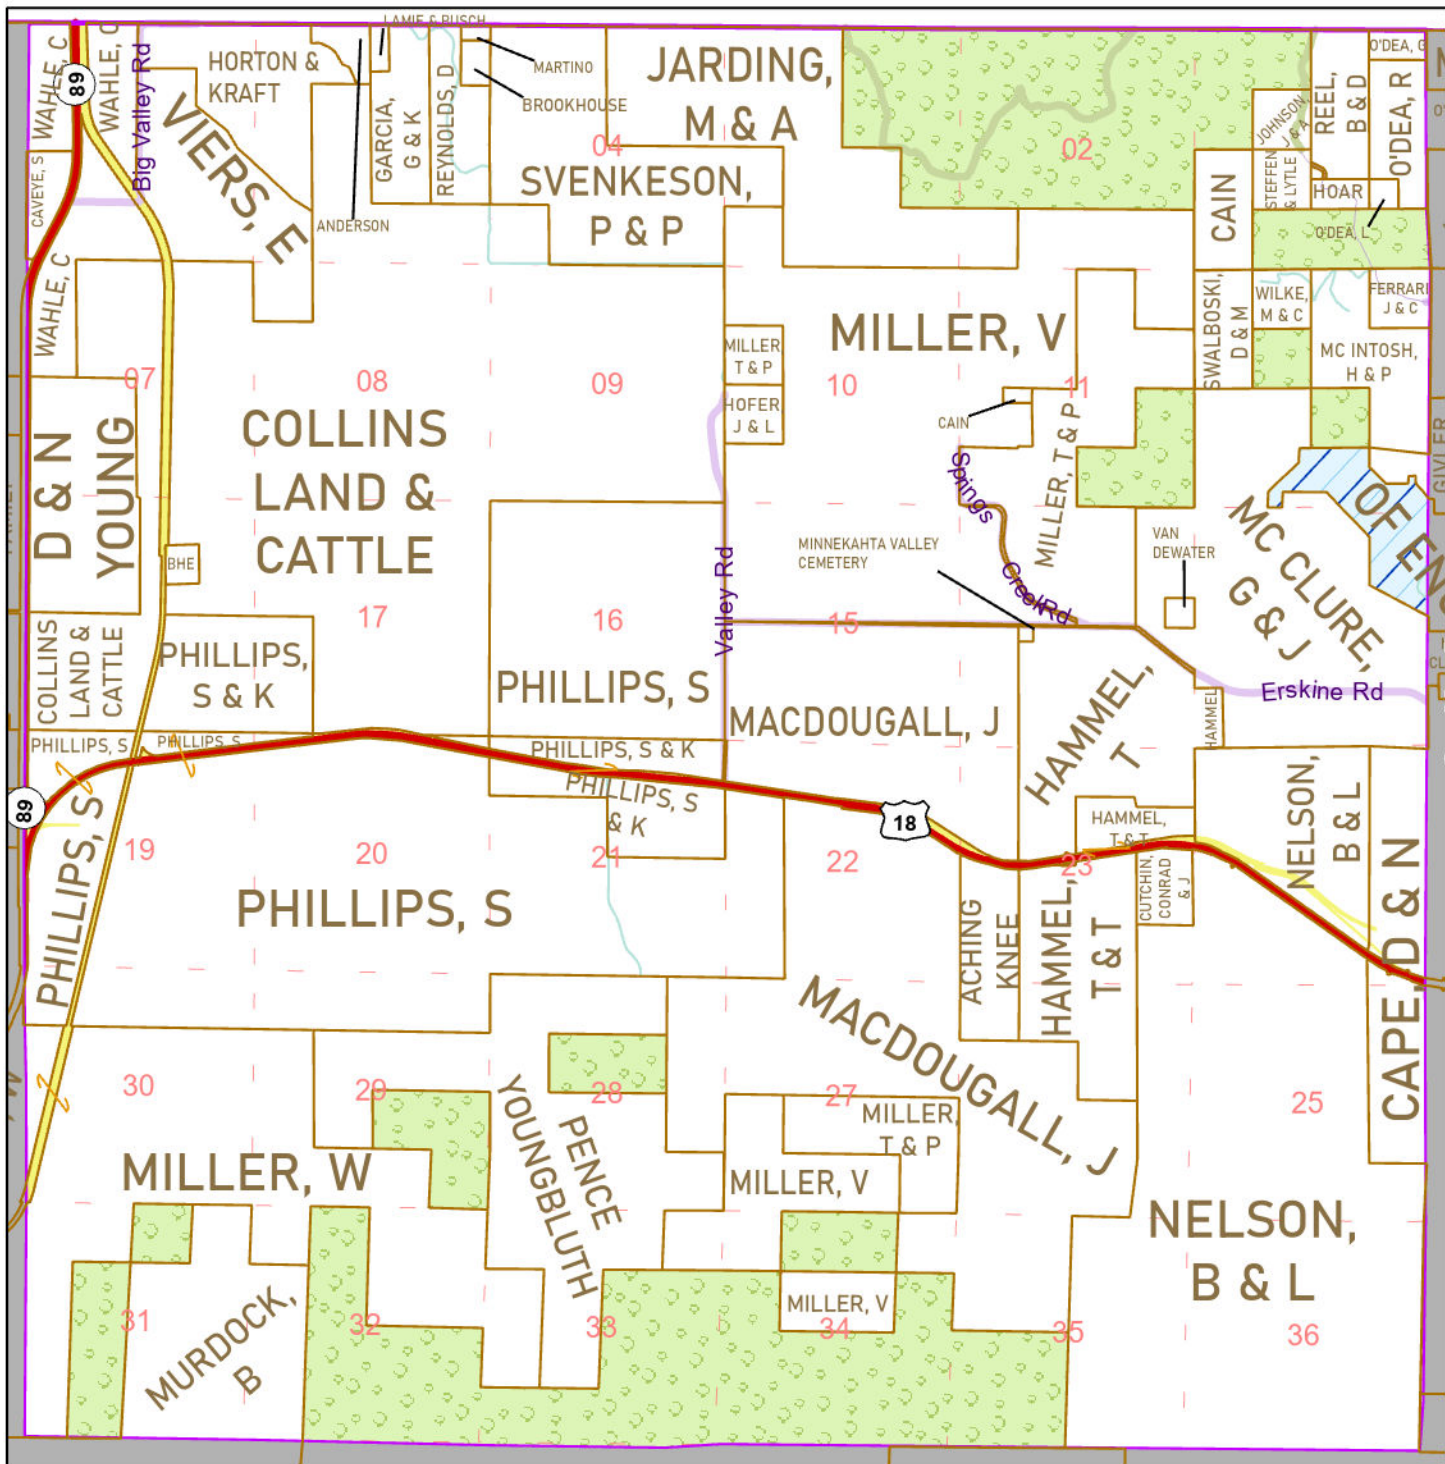 LAMIE & RUSCH
WAHLE, C
WAHLE, C
89
Big Valley Rd
HORTON &
KRAFT
VIERS, E
ANDERSON
GARCIA,
G & K
REYNOLDS, D
MARTINO
BROOKHOUSE
JARDING,
M & A
04
SVENKESON,
P & P
02
JOHNSON,
J & A
REEL,
B & D
O'DEA, G
O'DEA, R
STEFFEN
& LYTLE
HOAR
O'DEA, L
CAIN
CAVEYE, S
WAHLE, C
07
08
09
10
11
MILLER, V
MILLER
T & P
HOFER
J & L
SWALBOSKI,
D & M
WILKE,
M & C
FERRARI
J & C
MC INTOSH,
H & P
CAIN
MILLER, T & P
D & N
YOUNG
COLLINS
LAND &
CATTLE
BHE
Springs
Creek Rd
MINNEKAHTA VALLEY
CEMETERY
VAN
DEWATER
MC CLURE,
G & J
OF ENG
GIVLER
Valley Rd
17
16
15
COLLINS
LAND &
CATTLE
PHILLIPS,
S & K
PHILLIPS, S
MACDOUGALL, J
HAMMEL,
T
HAMMEL
Erskine Rd
PHILLIPS, S
PHILLIPS, S
PHILLIPS, S & K
PHILLIPS, S
& K
89
18
PHILLIPS, S
19
20
21
22
23
HAMMEL,
T & T
NELSON,
B & L
PHILLIPS, S
CUTCHIN,
CONRAD
& J
ACHING
KNEE
HAMMEL,
T & T
CAPE, D & N
MACDOUGALL, J
30
29
28
27
25
PENCE
YOUNGBLUTH
MILLER,
T & P
MILLER, W
MILLER, V
NELSON,
B & L
MURDOCK,
B
MILLER, V
31
32
33
34
35
36